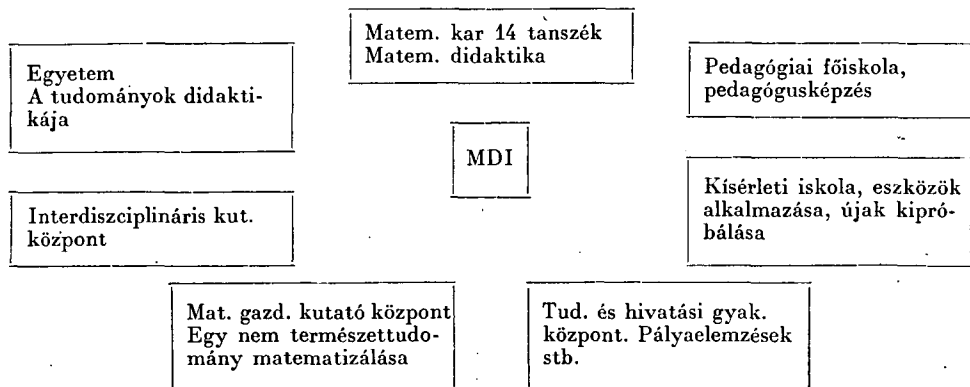 Matem. kar 14 tanszék
Matem. didaktika
Egyetem
A tudományok didakti-
kája
Pedagógiai főiskola,
pedagógusképzés
MDI
Interdiszciplináris kut.
központ
Kísérleti iskola, eszközök
alkalmazása, újak kipró-
bálása
Mat. gazd. kutató központ
Egy nem természettudo-
mány matematizálása
Tud. és hivatási gyak.
központ. Pályaelemzések
stb.